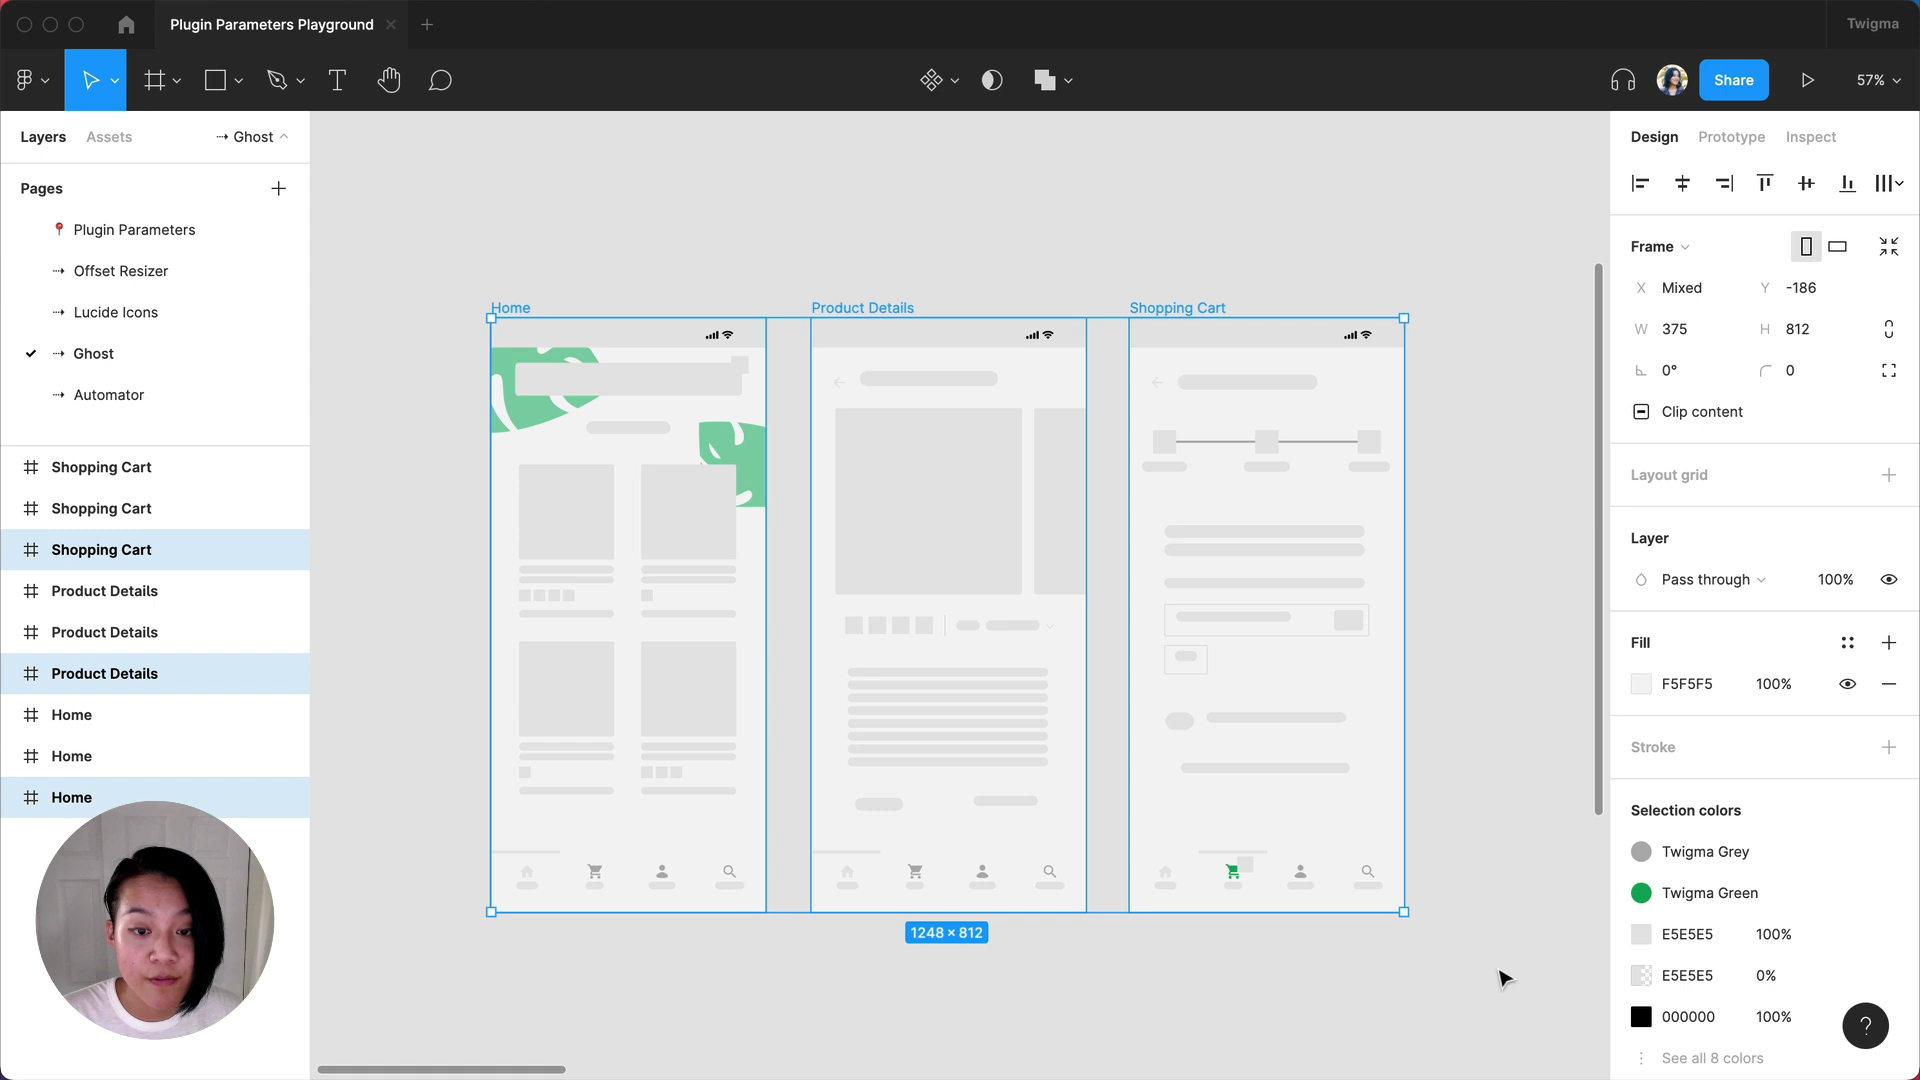 Plugin Parameters Playground
Twigma
Share
57%
Layers
Assets
Ghost
Pages
Plugin Parameters
Offset Resizer
Lucide Icons
Ghost
Automator
Shopping Cart
Shopping Cart
Shopping Cart
Product Details
Product Details
Product Details
Home
Home
Home
Home
Product Details
Shopping Cart
1248 × 812
Design
Prototype
Inspect
Frame
X Mixed
Y -186
W 375
H 812
0°
0
Clip content
Layout grid
Layer
Pass through
100%
Fill
F5F5F5
100%
Stroke
Selection colors
Twigma Grey
Twigma Green
E5E5E5
100%
E5E5E5
0%
000000
100%
See all 8 colors
?